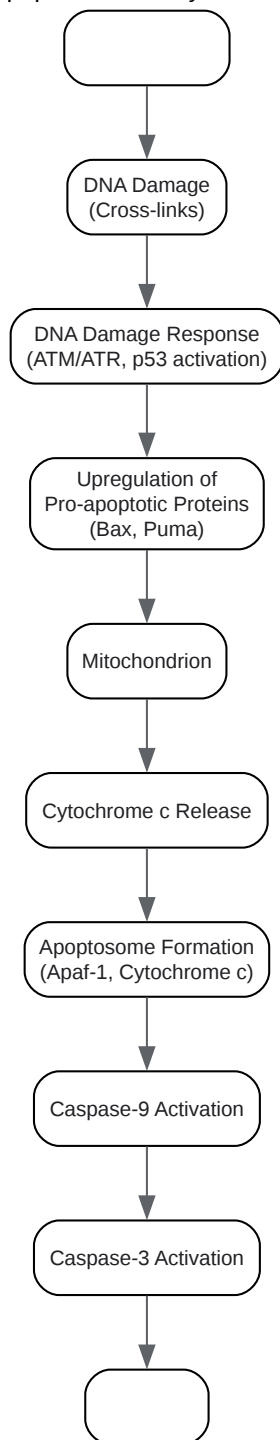 DNA Damage
(Cross-links)
DNA Damage Response
(ATM/ATR, p53 activation)
Upregulation of
Pro-apoptotic Proteins
(Bax, Puma)
Mitochondrion
Cytochrome c Release
Apoptosome Formation
(Apaf-1, Cytochrome c)
Caspase-9 Activation
Caspase-3 Activation